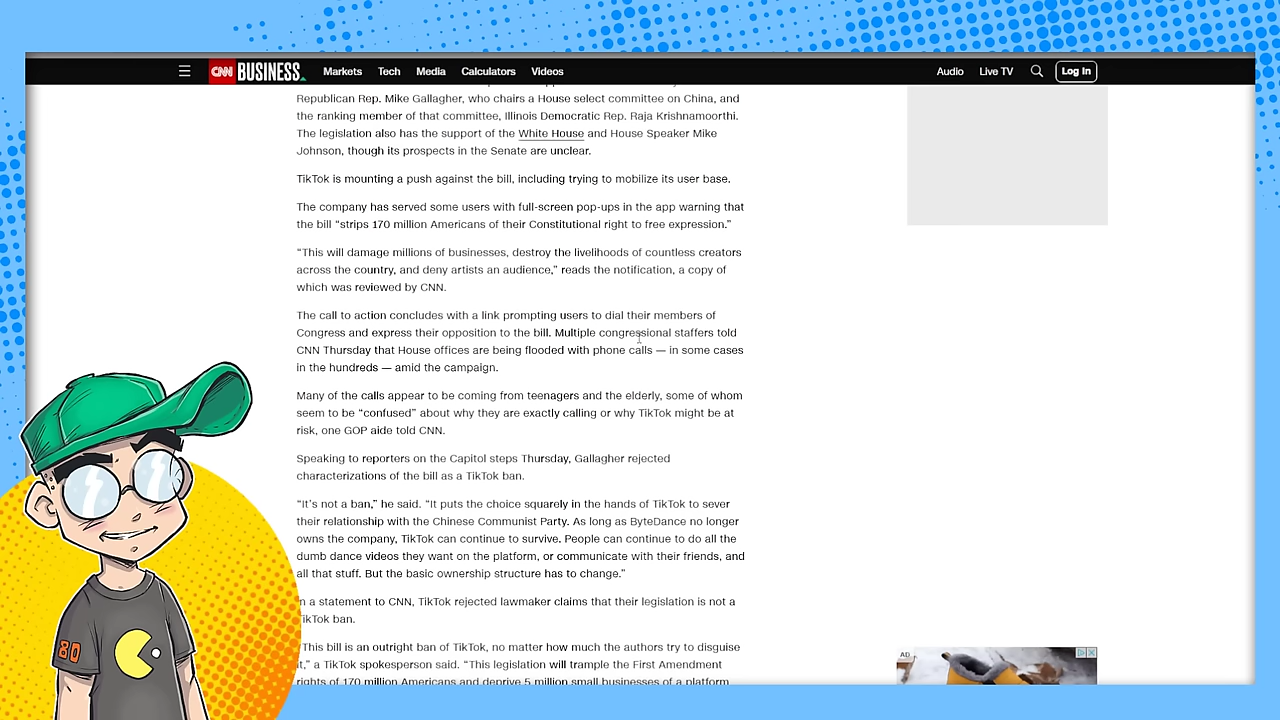 CNN BUSINESS Markets Tech Media Calculators Videos Audio Live TV Log In
Republican Rep. Mike Gallagher, who chairs a House select committee on China, and
the ranking member of that committee, Illinois Democratic Rep. Raja Krishnamoorthi.
The legislation also has the support of the White House and House Speaker Mike
Johnson, though its prospects in the Senate are unclear.
TikTok is mounting a push against the bill, including trying to mobilize its user base.
The company has served some users with full-screen pop-ups in the app warning that
the bill “strips 170 million Americans of their Constitutional right to free expression.”
“This will damage millions of businesses, destroy the livelihoods of countless creators
across the country, and deny artists an audience,” reads the notification, a copy of
which was reviewed by CNN.
The call to action concludes with a link prompting users to dial their members of
Congress and express their opposition to the bill. Multiple congressional staffers told
CNN Thursday that House offices are being flooded with phone calls — in some cases
in the hundreds — amid the campaign.
Many of the calls appear to be coming from teenagers and the elderly, some of whom
seem to be “confused” about why they are exactly calling or why TikTok might be at
risk, one GOP aide told CNN.
Speaking to reporters on the Capitol steps Thursday, Gallagher rejected
characterizations of the bill as a TikTok ban.
“It’s not a ban,” he said. “It puts the choice squarely in the hands of TikTok to sever
their relationship with the Chinese Communist Party. As long as ByteDance no longer
owns the company, TikTok can continue to survive. People can continue to do all the
dumb dance videos they want on the platform, or communicate with their friends, and
all that stuff. But the basic ownership structure has to change.”
n a statement to CNN, TikTok rejected lawmaker claims that their legislation is not a
ikTok ban.
This bill is an outright ban of TikTok, no matter how much the authors try to disguise
it,” a TikTok spokesperson said. “This legislation will trample the First Amendment
rights of 170 million Americans and deprive 5 million small businesses of a platform
AD
80